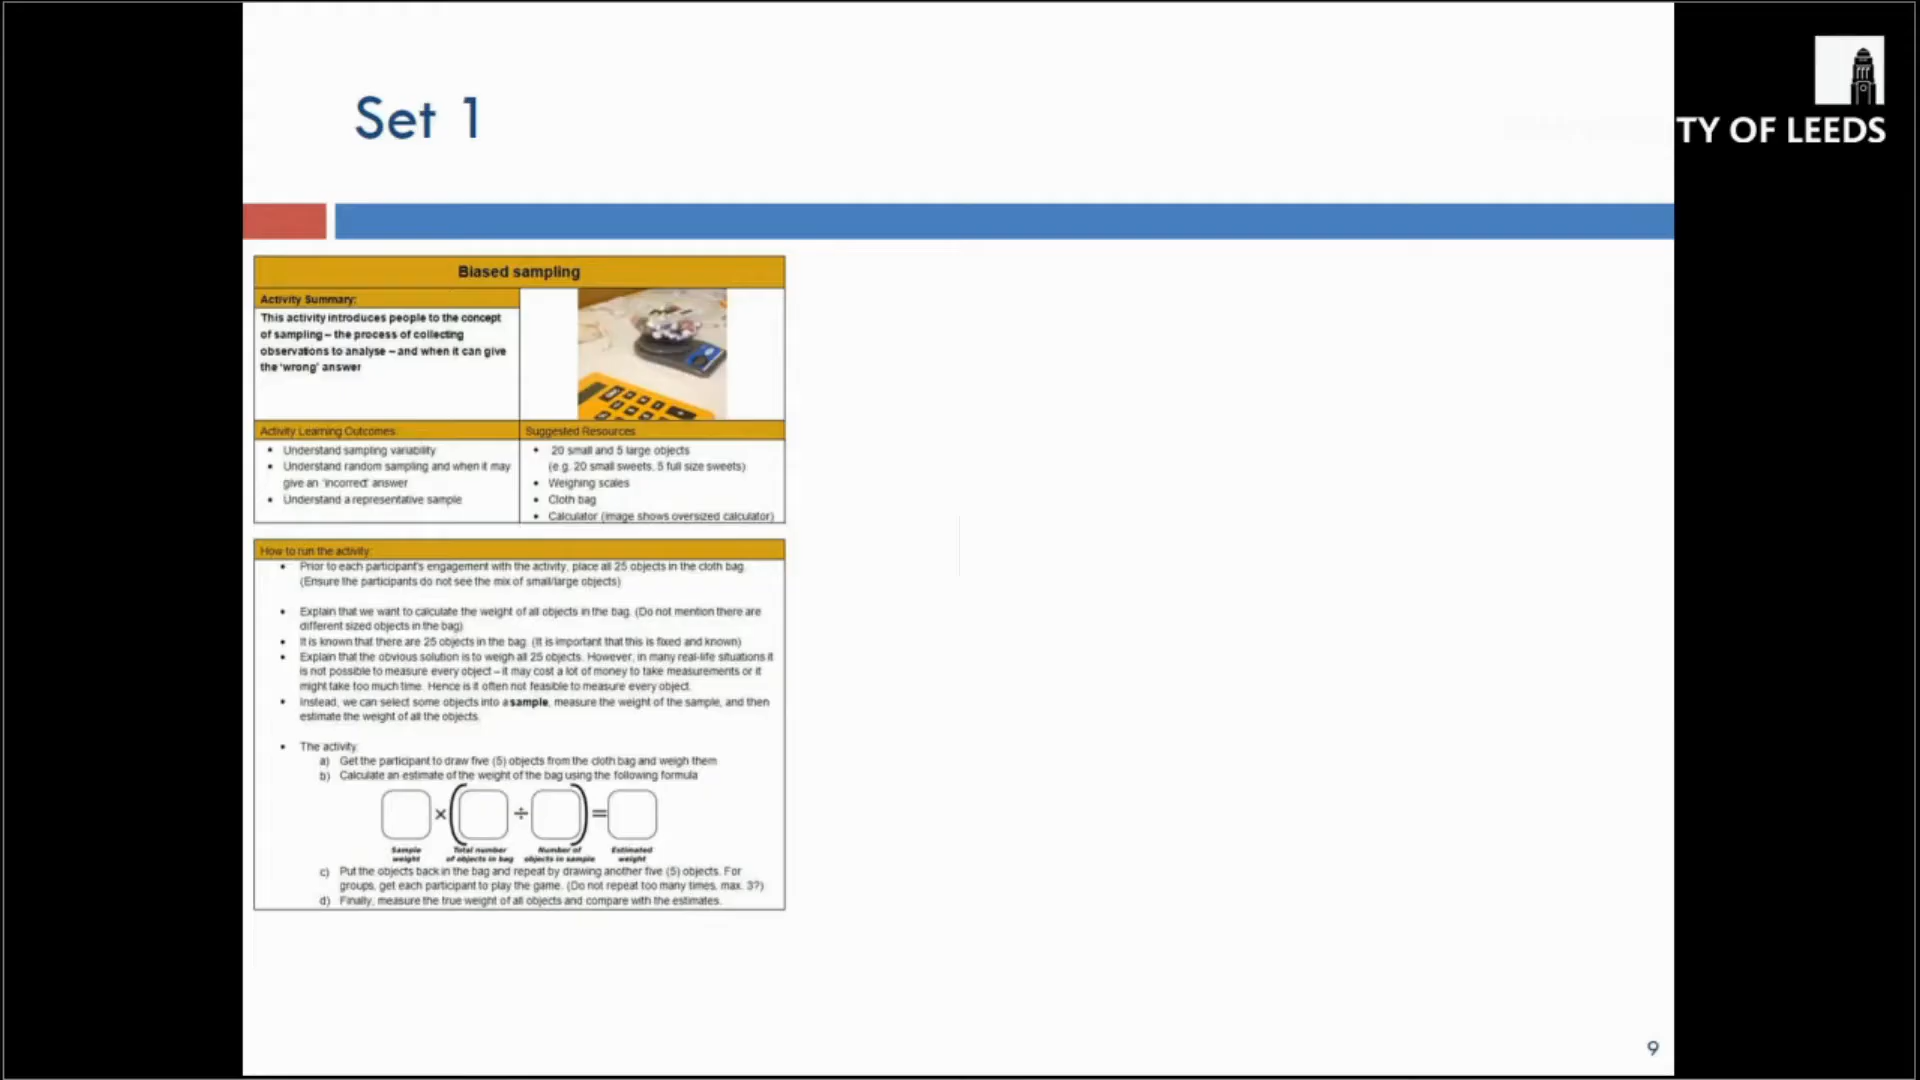 Set 1
TY OF LEEDS
Biased sampling
Activity Summary:
This activity introduces people to the concept
of sampling – the process of collecting
observations to analyse – and when it can give
the 'wrong' answer
Activity Learning Outcomes:
• Understand sampling variability
• Understand random sampling and when it may
give an 'incorrect' answer
• Understand a representative sample
Suggested Resources
• 20 small and 5 large objects
(e.g. 20 small sweets, 5 full size sweets)
• Weighing scales
• Cloth bag
• Calculator (image shows oversized calculator)
How to run the activity:
• Prior to each participant's engagement with the activity, place all 25 objects in the cloth bag.
(Ensure the participants do not see the mix of small/large objects)
• Explain that we want to calculate the weight of all objects in the bag. (Do not mention there are
different sized objects in the bag)
• It is known that there are 25 objects in the bag. (It is important that this is fixed and known)
• Explain that the obvious solution is to weigh all 25 objects. However, in many real-life situations it
is not possible to measure every object – it may cost a lot of money to take measurements or it
might take too much time. Hence is it often not feasible to measure every object.
• Instead, we can select some objects into a sample, measure the weight of the sample, and then
estimate the weight of all the objects.
• The activity:
a) Get the participant to draw five (5) objects from the cloth bag and weigh them
b) Calculate an estimate of the weight of the bag using the following formula
× ( ÷ ) =
Sample weight
Total number of objects in bag
Number of objects in sample
Estimated weight
c) Put the objects back in the bag and repeat by drawing another five (5) objects. For
groups, get each participant to play the game. (Do not repeat too many times, max. 3?)
d) Finally, measure the true weight of all objects and compare with the estimates.
9